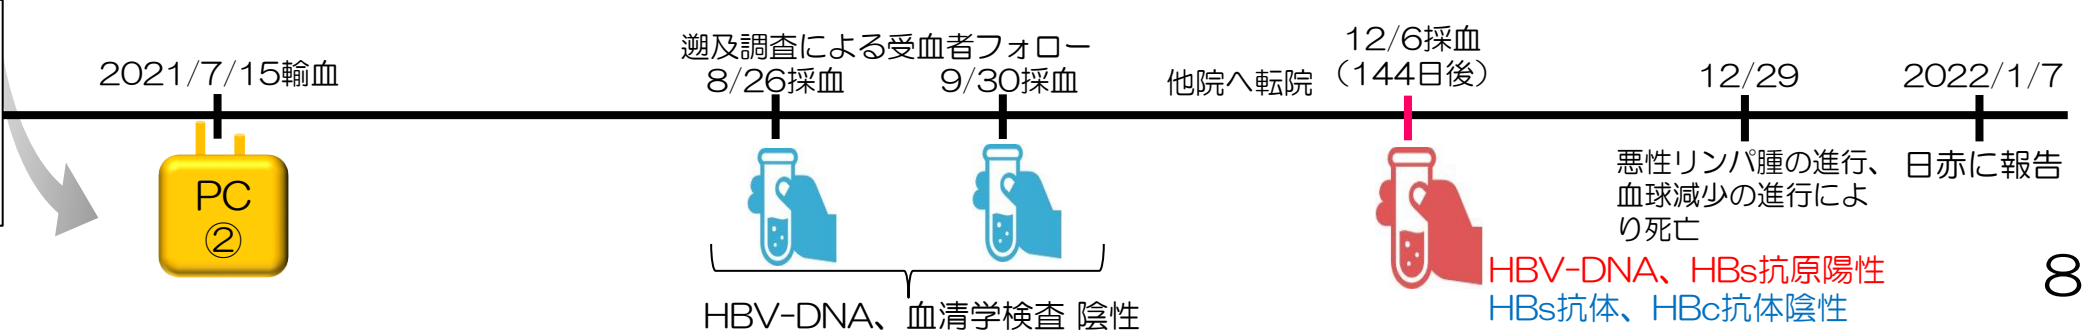 2021/7/15輸血
PC
②
遡及調査による受血者フォロー
8/26採血
9/30採血
HBV-DNA、血清学検査 陰性
他院へ転院
12/6採血
（144日後）
HBV-DNA、HBs抗原陽性
HBs抗体、HBc抗体陰性
12/29
悪性リンパ腫の進行、
血球減少の進行によ
り死亡
2022/1/7
日赤に報告
8